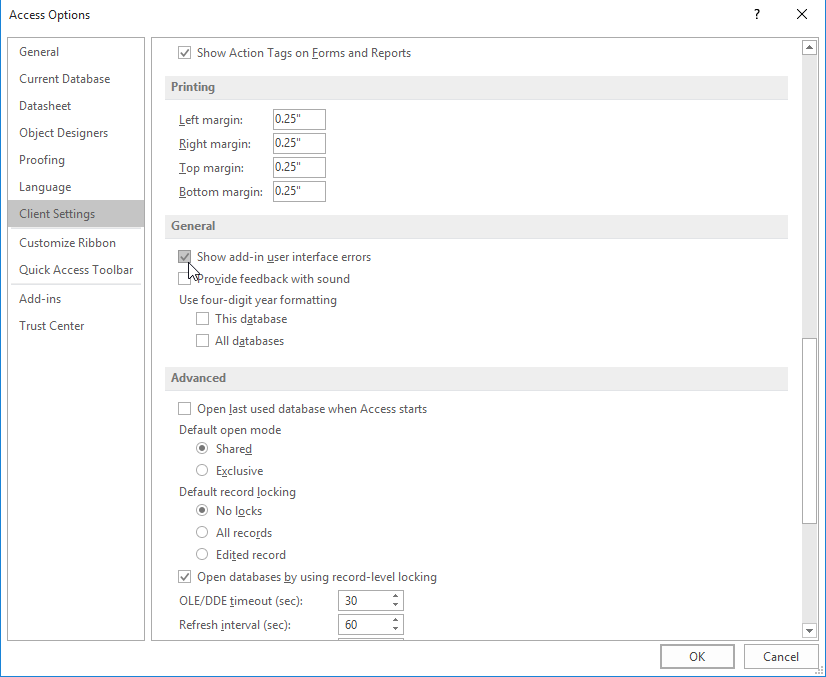 Access Options
?
General
Current Database
Datasheet
Object Designers
Proofing
Language
Client Settings
Customize Ribbon
Quick Access Toolbar
Add-ins
Trust Center
Show Action Tags on Forms and Reports
Printing
Left margin: 0.25"
Right margin: 0.25"
Top margin: 0.25"
Bottom margin: 0.25"
General
Show add-in user interface errors
Provide feedback with sound
Use four-digit year formatting
This database
All databases
Advanced
Open last used database when Access starts
Default open mode
Shared
Exclusive
Default record locking
No locks
All records
Edited record
Open databases by using record-level locking
OLE/DDE timeout (sec): 30
Refresh interval (sec): 60
OK Cancel